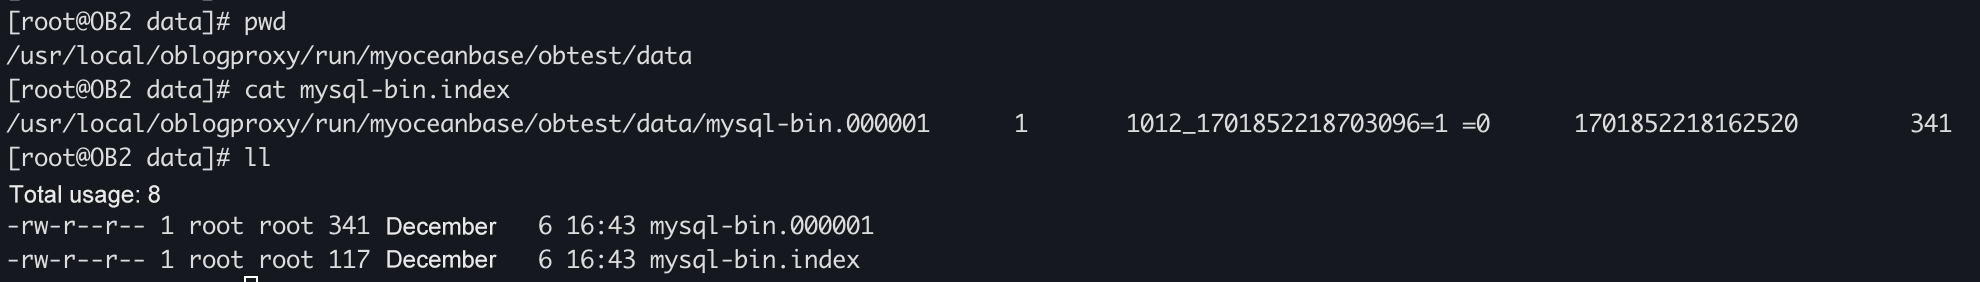 [root@OB2 data]# pwd
/usr/local/oblogproxy/run/myoceanbase/obtest/data
[root@OB2 data]# cat mysql-bin.index
/usr/local/oblogproxy/run/myoceanbase/obtest/data/mysql-bin.000001      1       1012_1701852218703096=1 =0      1701852218162520        341
[root@OB2 data]# ll
Total usage: 8
-rw-r--r-- 1 root root 341 December   6 16:43 mysql-bin.000001
-rw-r--r-- 1 root root 117 December   6 16:43 mysql-bin.index